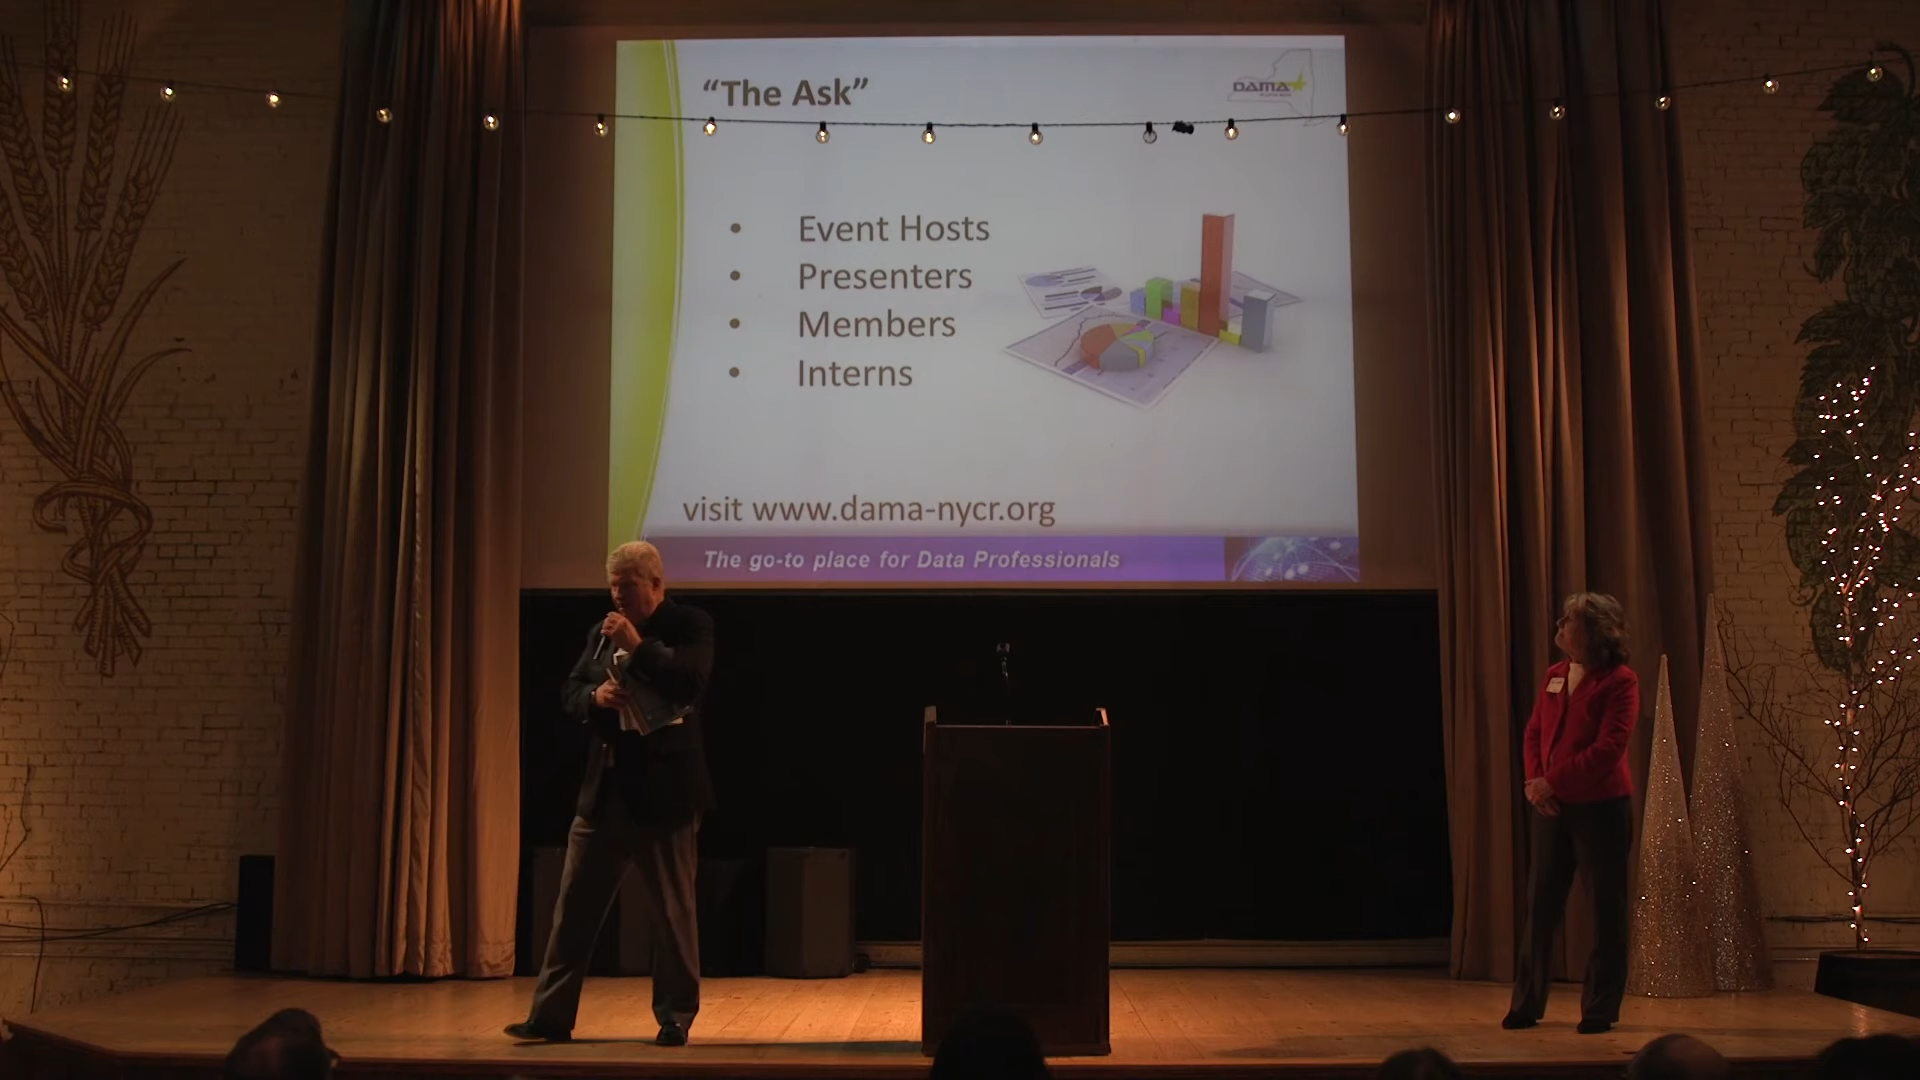 “The Ask”
DAMA
• Event Hosts
• Presenters
• Members
• Interns
visit www.dama-nycr.org
The go-to place for Data Professionals